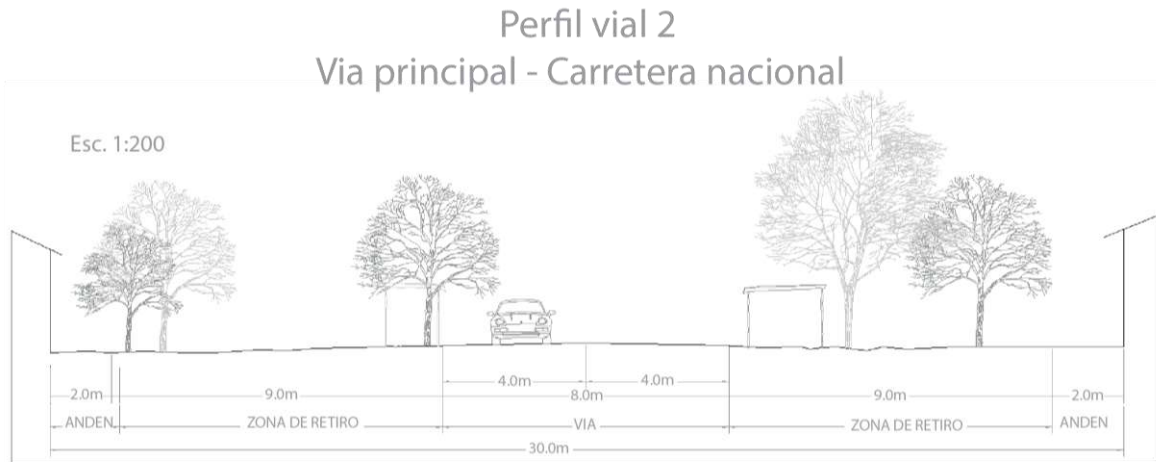 Perfil vial 2
Via principal - Carretera nacional
Esc. 1:200
4.0m 4.0m
2.0m 9.0m 8.0m 9.0m 2.0m
ANDEN ZONA DE RETIRO VIA ZONA DE RETIRO ANDEN
30.0m